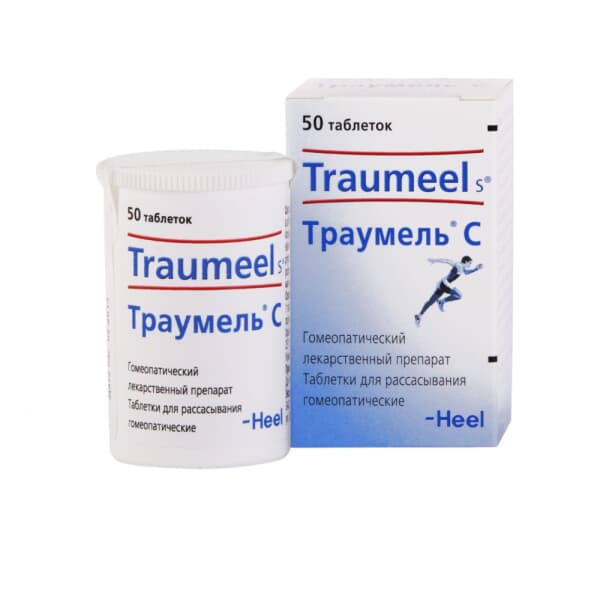 50 таблеток
Traumeel S®
Траумель® С
Гомеопатический
лекарственный препарат
Таблетки для рассасывания
гомеопатические
-Heel
50 таблеток
Traumeel S®
Траумель® С
Гомеопатический
лекарственный препарат
Таблетки для рассасывания
гомеопатические
-Heel